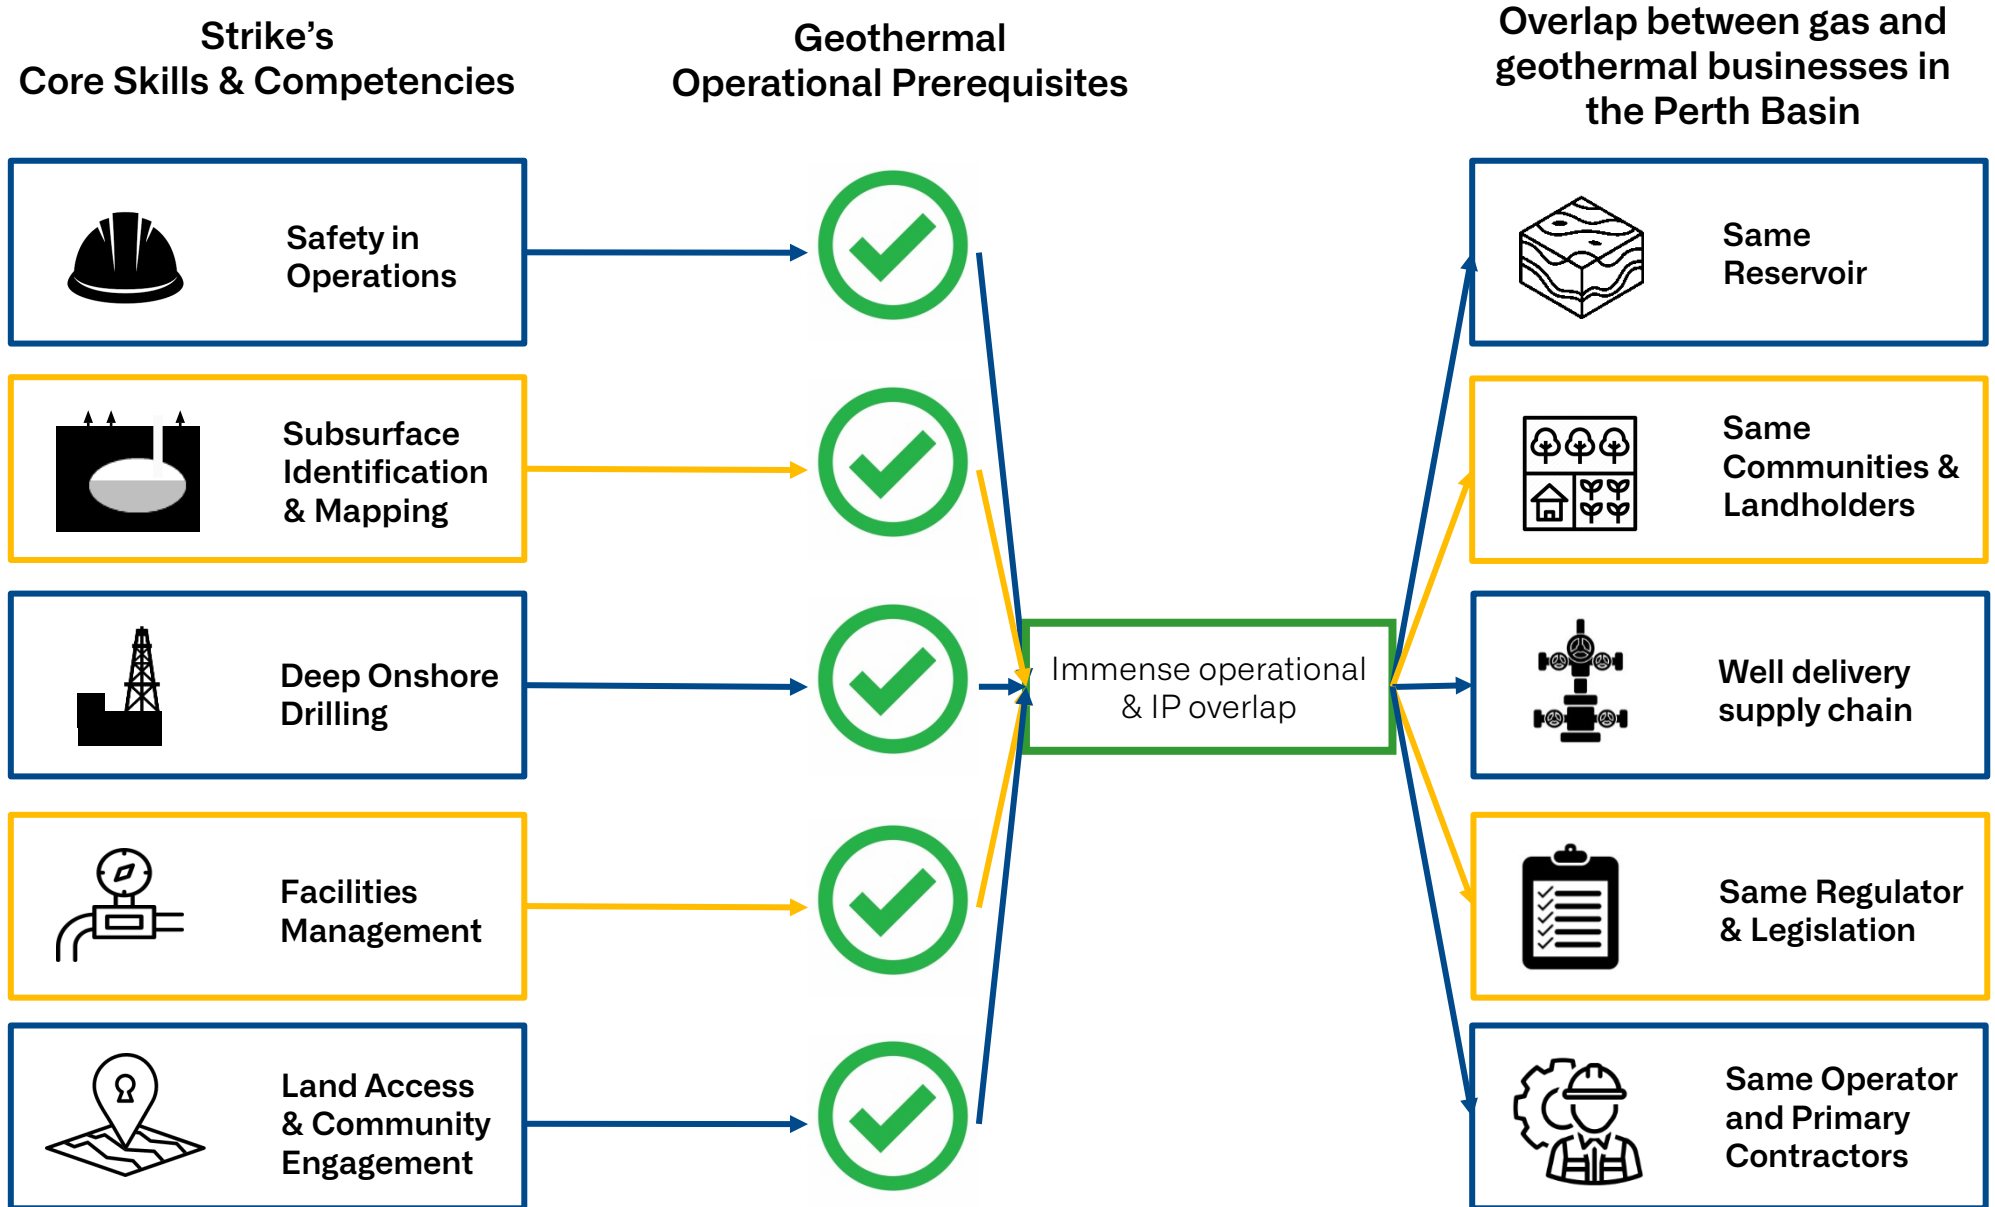 Strike's
Core Skills & Competencies
Geothermal
Operational Prerequisites
Overlap between gas and
geothermal businesses in
the Perth Basin
Safety in
Operations
Subsurface
Identification
& Mapping
Deep Onshore
Drilling
Facilities
Management
Land Access
& Community
Engagement
Immense operational
& IP overlap
Same
Reservoir
Same
Communities &
Landholders
Well delivery
supply chain
Same Regulator
& Legislation
Same Operator
and Primary
Contractors